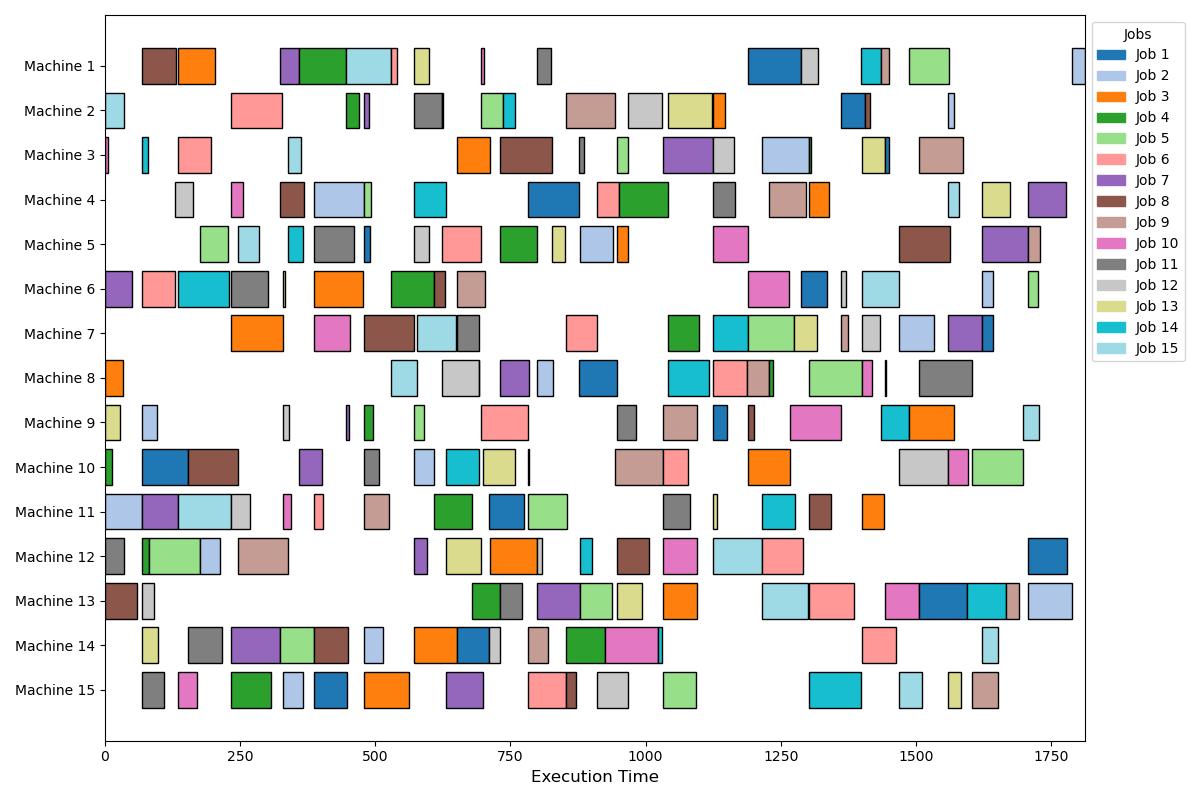 Machine 1
Machine 2
Machine 3
Machine 4
Machine 5
Machine 6
Machine 7
Machine 8
Machine 9
Machine 10
Machine 11
Machine 12
Machine 13
Machine 14
Machine 15
0 250 500 750 1000 1250 1500 1750
Execution Time
Jobs
Job 1
Job 2
Job 3
Job 4
Job 5
Job 6
Job 7
Job 8
Job 9
Job 10
Job 11
Job 12
Job 13
Job 14
Job 15